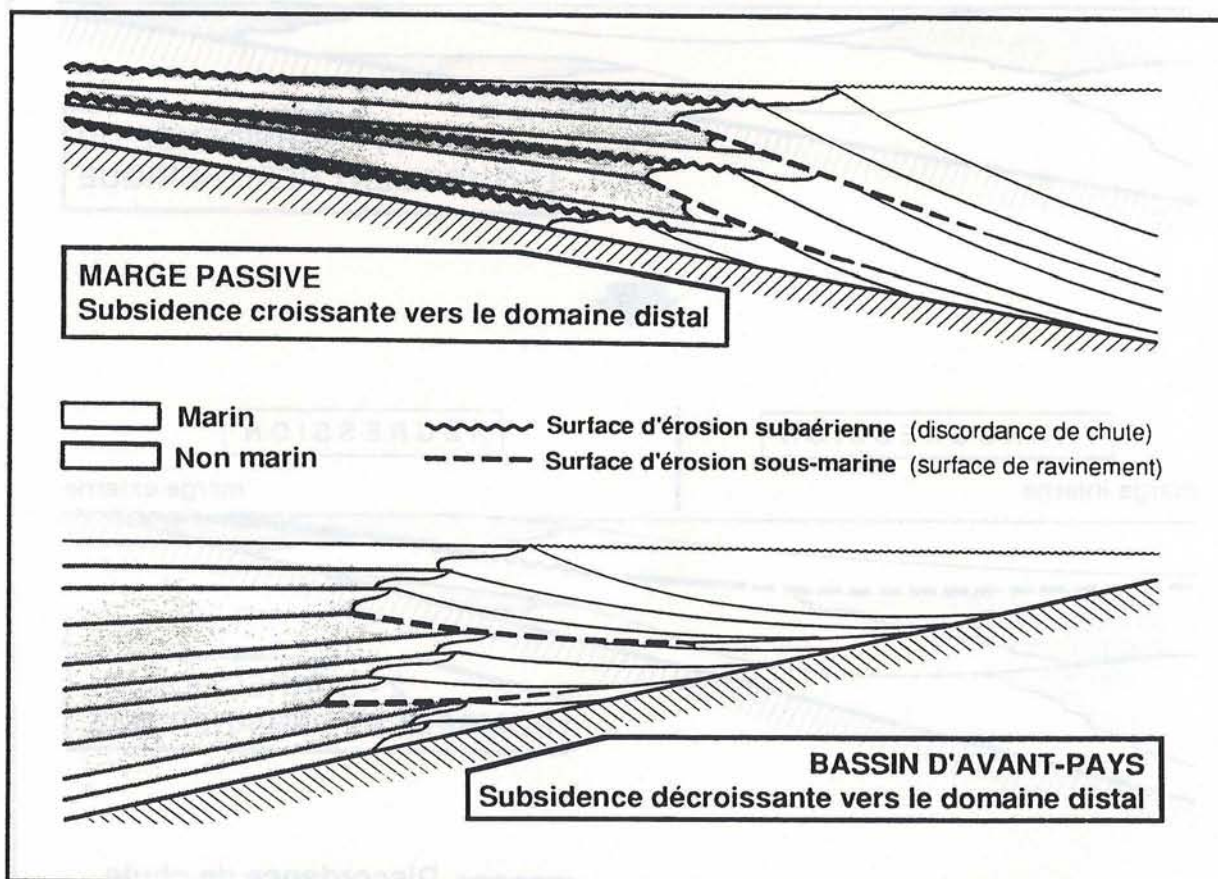 MARGE PASSIVE
Subsidence croissante vers le domaine distal
Marin
Non marin
Surface d'érosion subaérienne (discordance de chute)
Surface d'érosion sous-marine (surface de ravinement)
BASSIN D'AVANT-PAYS
Subsidence décroissante vers le domaine distal